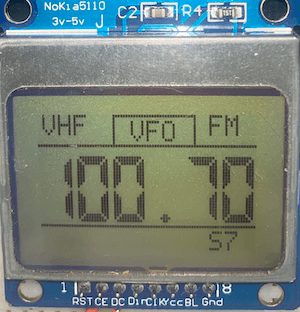 Nokia5110 C2 R4
3v-5v J
VHF VFO FM
100.70
S7
1 8
RST CE DC Din Clk Vcc BL Gnd